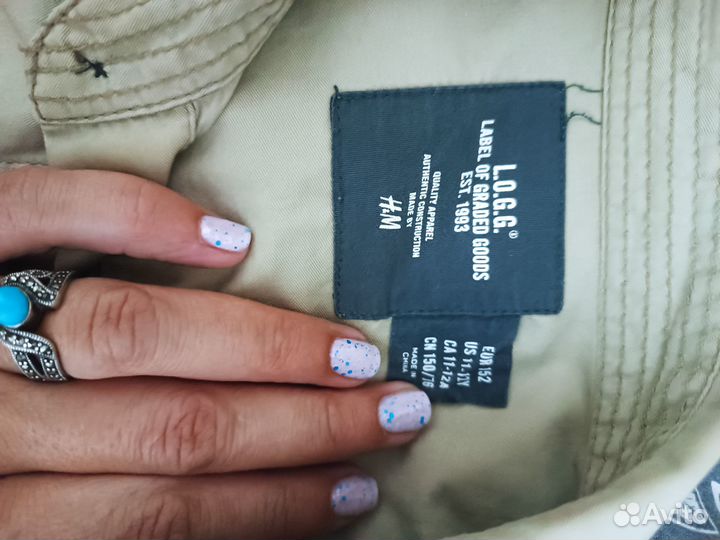 L.O.G.G.®
LABEL OF GRADED GOODS
EST. 1993
QUALITY APPAREL
AUTHENTIC CONSTRUCTION
MADE BY
H&M
EUR 152
US 11-12Y
CA 11-12A
CN 150/76
MADE IN
CHINA
Avito